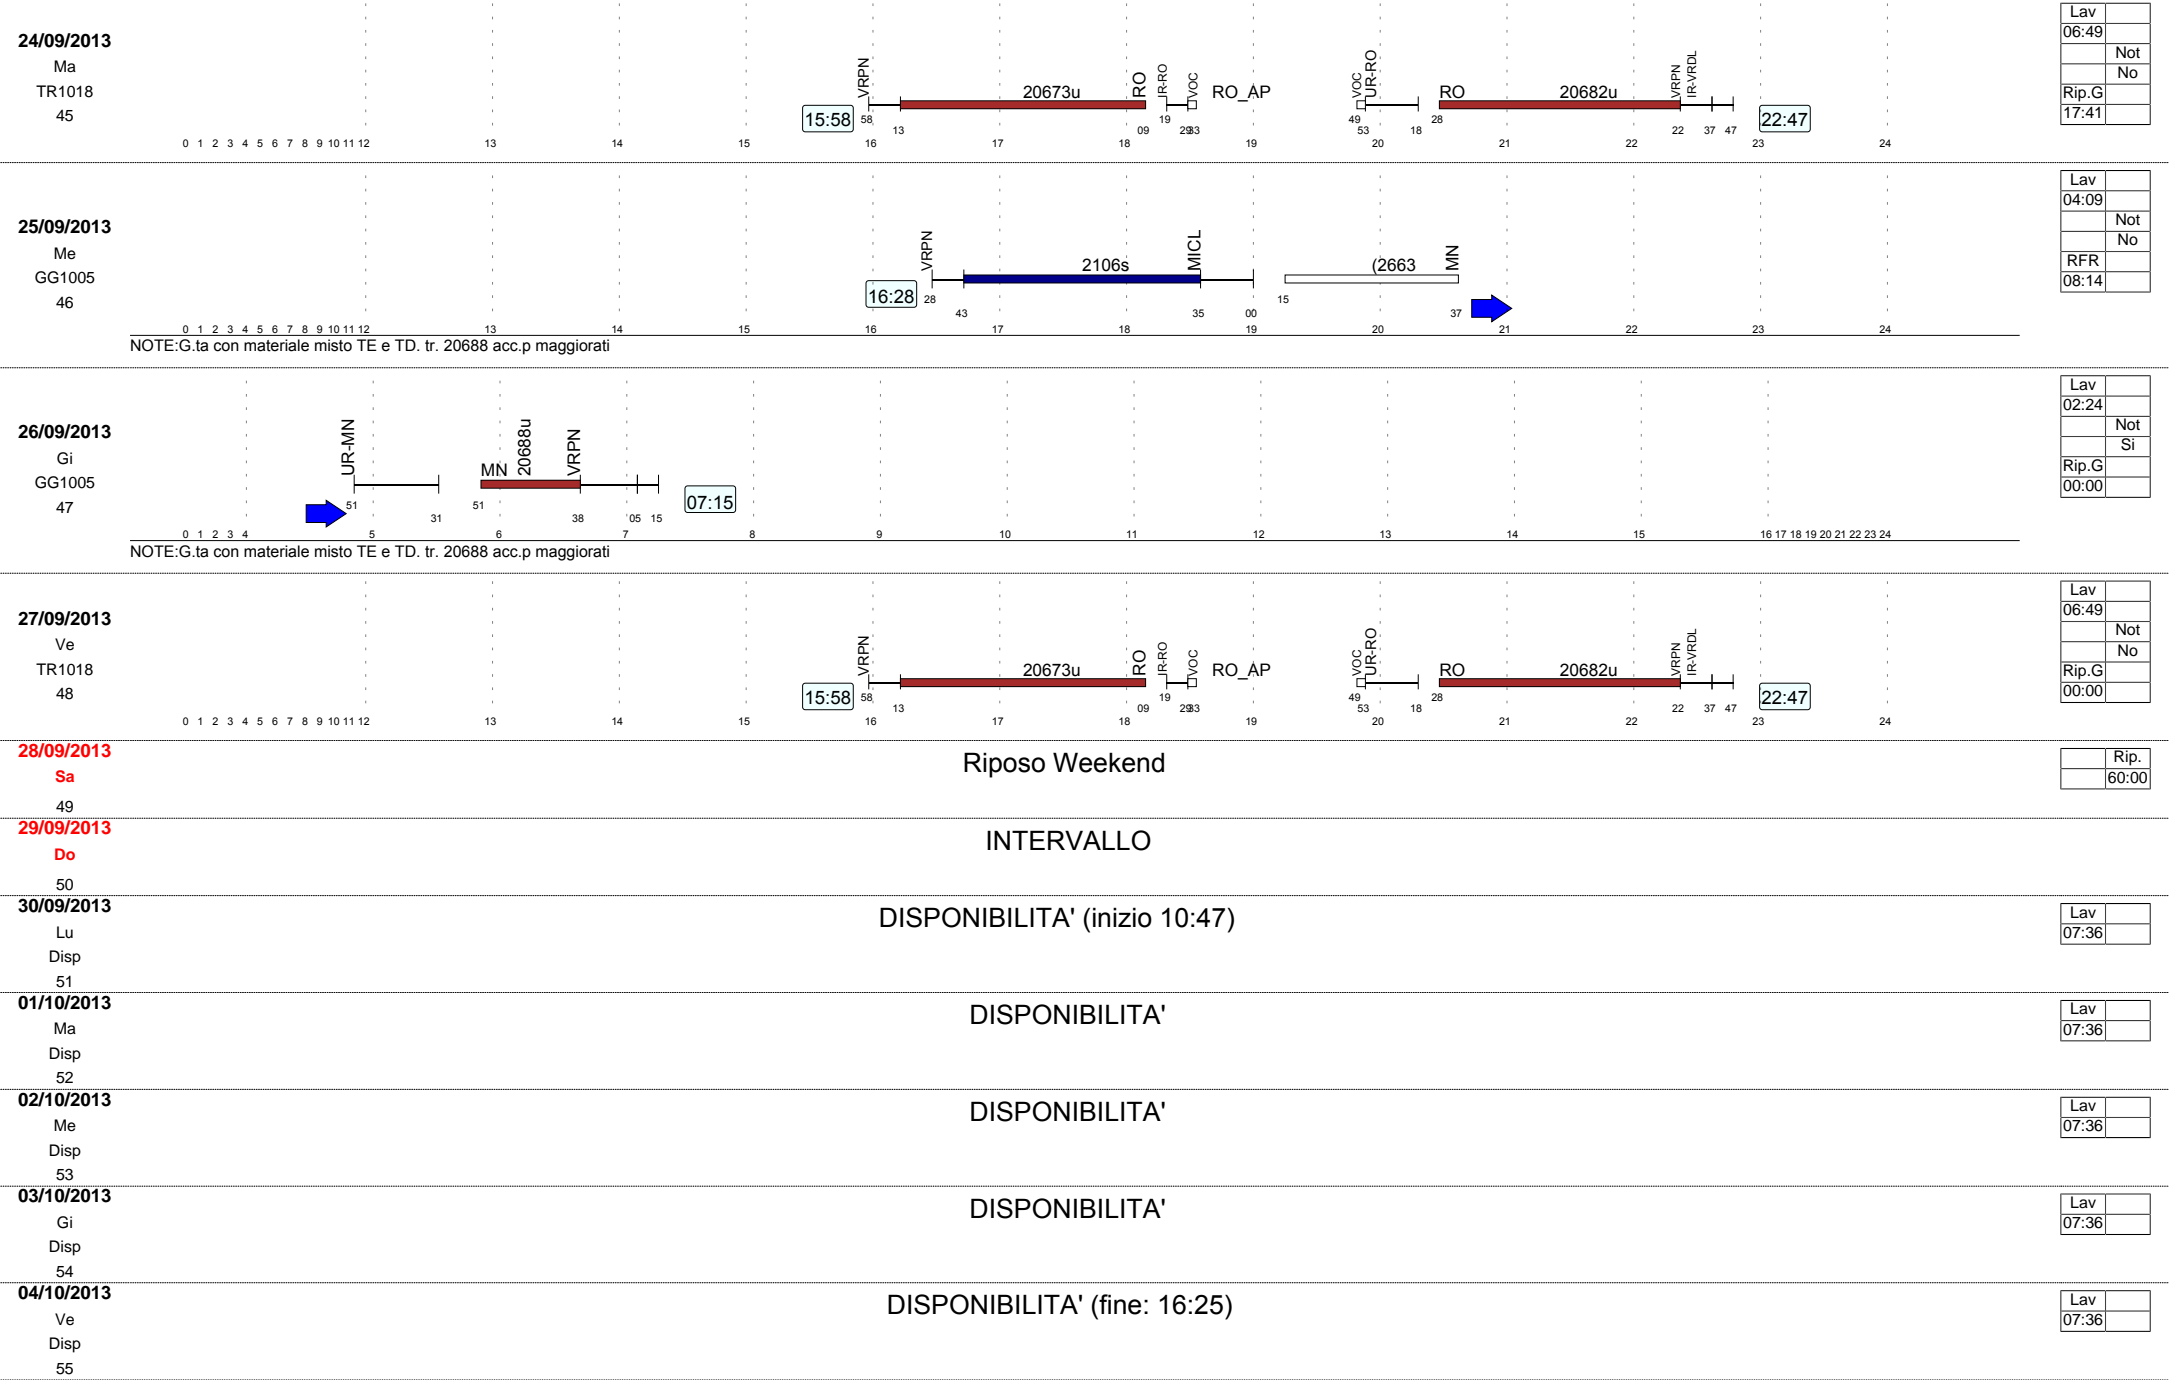 24/09/2013
Ma
TR1018
45
15:58
VRPN
58
13
20673u
RO
09
IR-RO
19
29
VOC
33
RO_AP
VOC
49
UR-RO
53
18
RO
28
20682u
VRPN
22
IR-VRDL
37
47
22:47
0 1 2 3 4 5 6 7 8 9 10 11 12 13 14 15 16 17 18 19 20 21 22 23 24
Lav
06:49
Not
No
Rip.G
17:41
25/09/2013
Me
GG1005
46
16:28
VRPN
28
43
2106s
MICL
35
00
15
(2663
MN
37
0 1 2 3 4 5 6 7 8 9 10 11 12 13 14 15 16 17 18 19 20 21 22 23 24
NOTE:G.ta con materiale misto TE e TD. tr. 20688 acc.p maggiorati
Lav
04:09
Not
No
RFR
08:14
26/09/2013
Gi
GG1005
47
UR-MN
51
31
MN
51
20688u
VRPN
38
05
15
07:15
0 1 2 3 4 5 6 7 8 9 10 11 12 13 14 15 16 17 18 19 20 21 22 23 24
NOTE:G.ta con materiale misto TE e TD. tr. 20688 acc.p maggiorati
Lav
02:24
Not
Si
Rip.G
00:00
27/09/2013
Ve
TR1018
48
15:58
VRPN
58
13
20673u
RO
09
IR-RO
19
29
VOC
33
RO_AP
VOC
49
UR-RO
53
18
RO
28
20682u
VRPN
22
IR-VRDL
37
47
22:47
0 1 2 3 4 5 6 7 8 9 10 11 12 13 14 15 16 17 18 19 20 21 22 23 24
Lav
06:49
Not
No
Rip.G
00:00
28/09/2013
Sa
49
Riposo Weekend
Rip.
60:00
29/09/2013
Do
50
INTERVALLO
30/09/2013
Lu
Disp
51
DISPONIBILITA' (inizio 10:47)
Lav
07:36
01/10/2013
Ma
Disp
52
DISPONIBILITA'
Lav
07:36
02/10/2013
Me
Disp
53
DISPONIBILITA'
Lav
07:36
03/10/2013
Gi
Disp
54
DISPONIBILITA'
Lav
07:36
04/10/2013
Ve
Disp
55
DISPONIBILITA' (fine: 16:25)
Lav
07:36